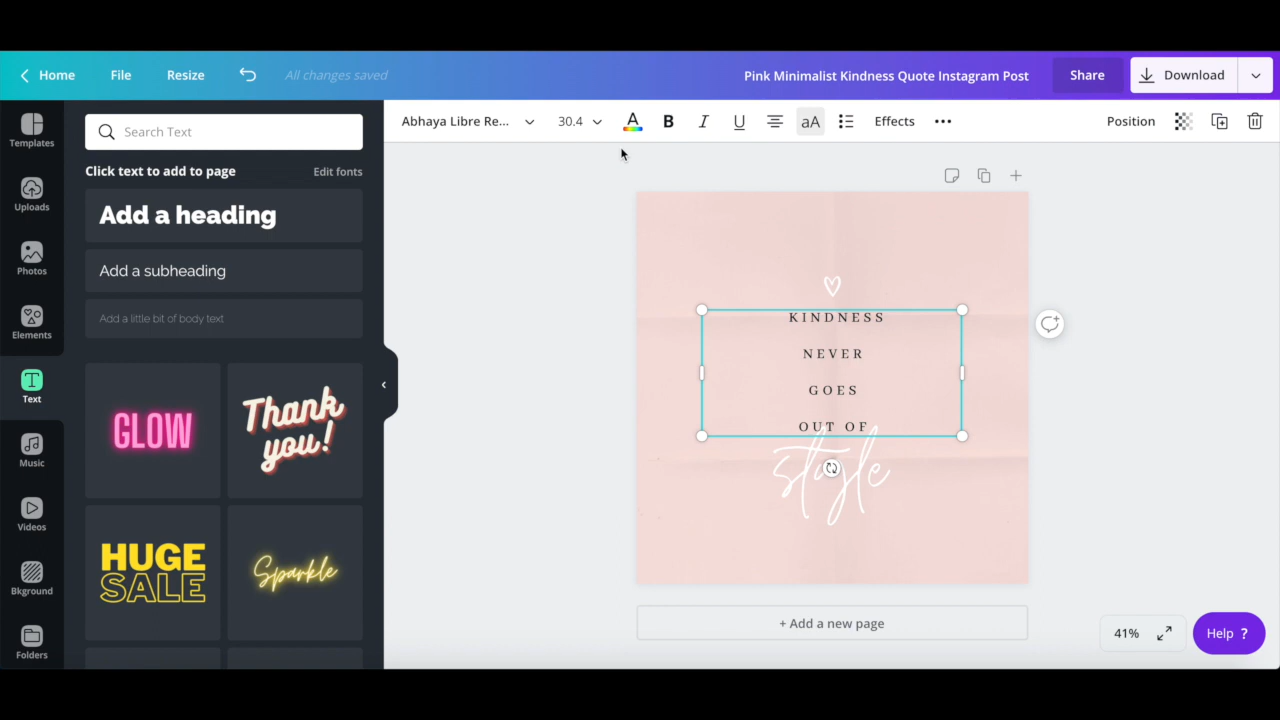 Home File Resize All changes saved Pink Minimalist Kindness Quote Instagram Post Share Download
Abhaya Libre Re... 30.4 A B I U aA Effects Position
Templates
Uploads
Photos
Elements
Text
Music
Videos
Bkground
Folders
Search Text
Click text to add to page Edit fonts
Add a heading
Add a subheading
Add a little bit of body text
GLOW
Thank
you!
HUGE
SALE
Sparkle
KINDNESS
NEVER
GOES
OUT OF
style
+ Add a new page
41% Help ?